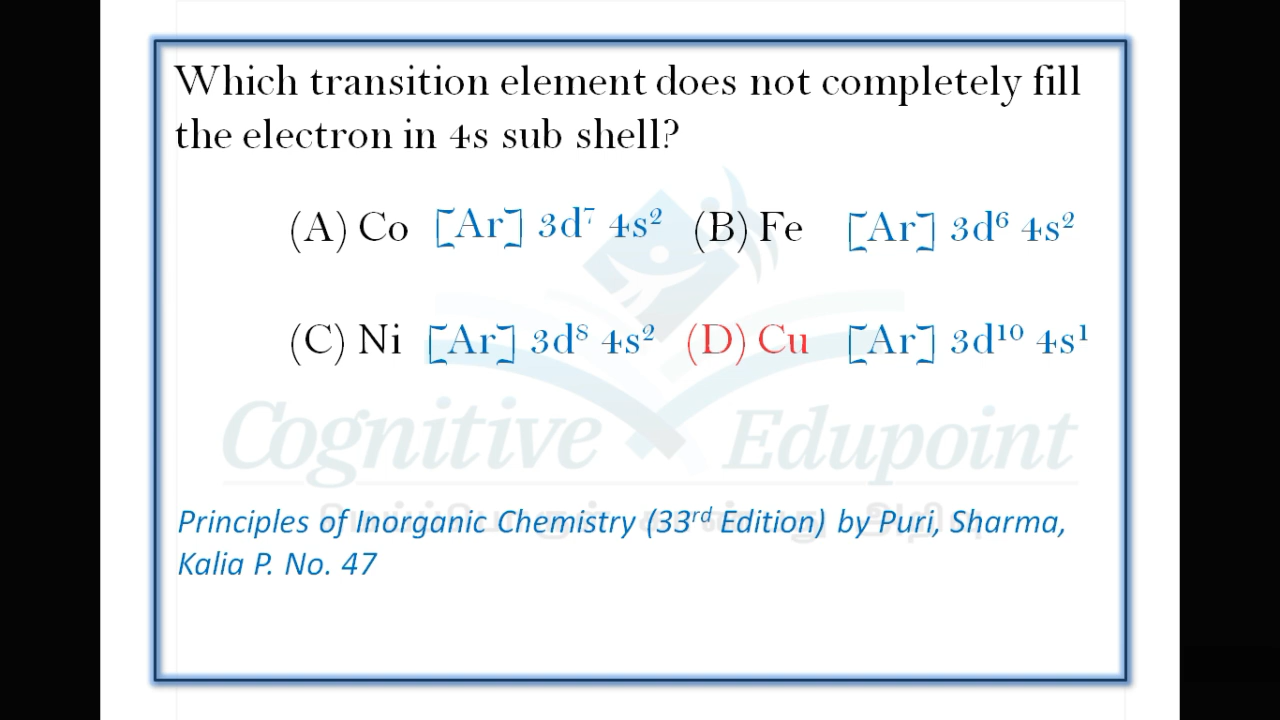 Which transition element does not completely fill
the electron in 4s sub shell?
(A) Co [Ar] 3d⁷ 4s² (B) Fe [Ar] 3d⁶ 4s²
(C) Ni [Ar] 3d⁸ 4s² (D) Cu [Ar] 3d¹⁰ 4s¹
Cognitive Edupoint
Principles of Inorganic Chemistry (33rd Edition) by Puri, Sharma,
Kalia P. No. 47